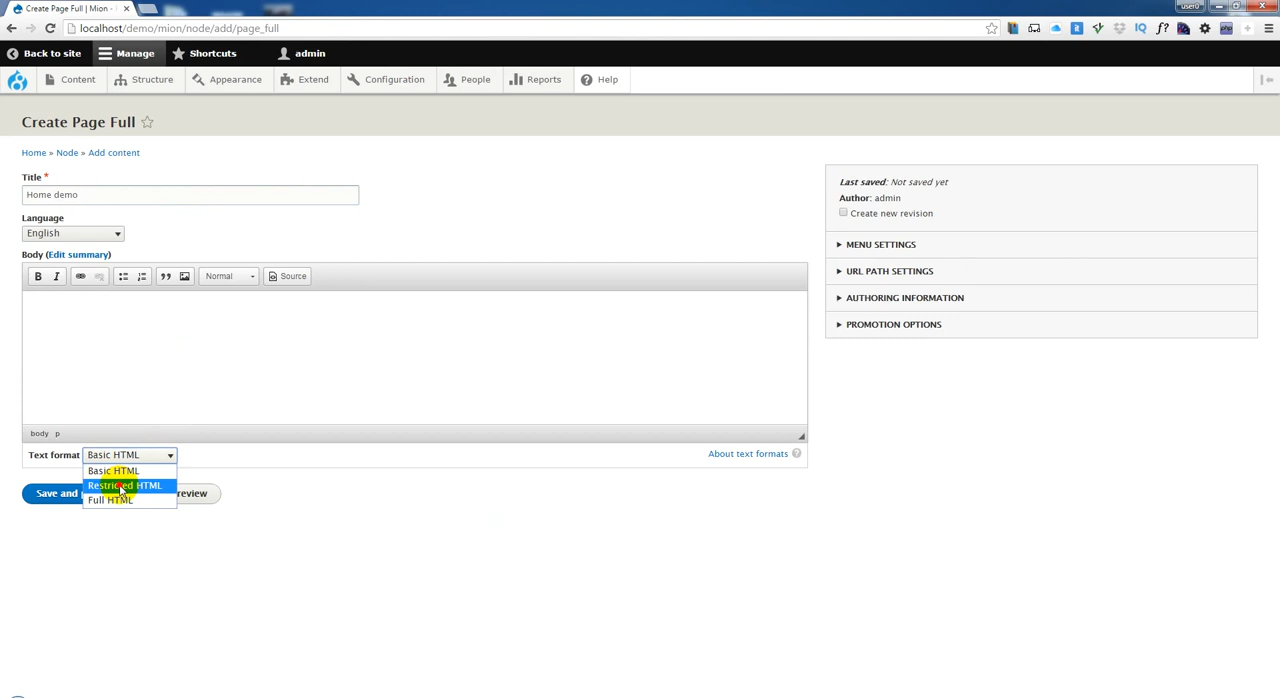 Create Page Full | Mion -
user0
localhost/demo/mion/node/add/page_full
Back to site
Manage
Shortcuts
admin
Content
Structure
Appearance
Extend
Configuration
People
Reports
Help
Create Page Full
Home » Node » Add content
Title *
Home demo
Language
English
Body (Edit summary)
B I
Normal
Source
body p
Text format Basic HTML
About text formats ?
Basic HTML
Restricted HTML
Full HTML
Save and
review
Last saved: Not saved yet
Author: admin
Create new revision
MENU SETTINGS
URL PATH SETTINGS
AUTHORING INFORMATION
PROMOTION OPTIONS